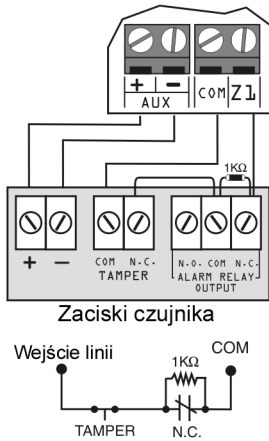 + −
AUX
COM Z1
1KΩ
+ −
COM N.C.
TAMPER
N.O. COM N.C.
ALARM RELAY
OUTPUT
Zaciski czujnika
Wejście linii
COM
1KΩ
TAMPER
N.C.